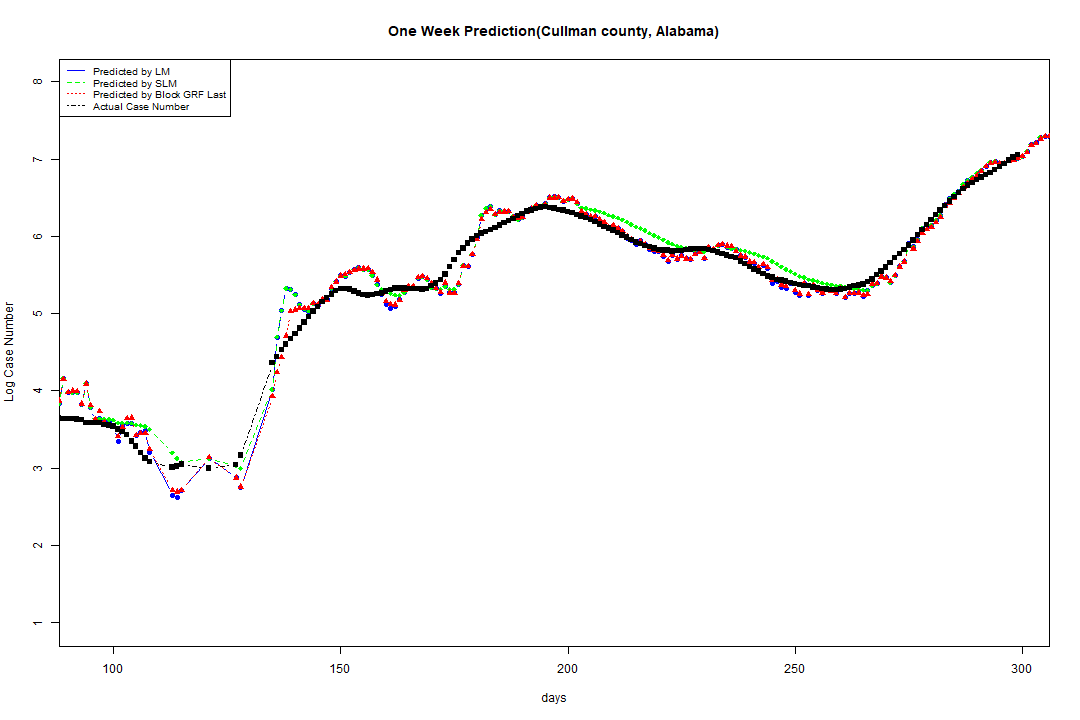 One Week Prediction(Cullman county, Alabama)
Predicted by LM
Predicted by SLM
Predicted by Block GRF Last
Actual Case Number
8
7
6
5
4
3
2
1
Log Case Number
100 150 200 250 300
days